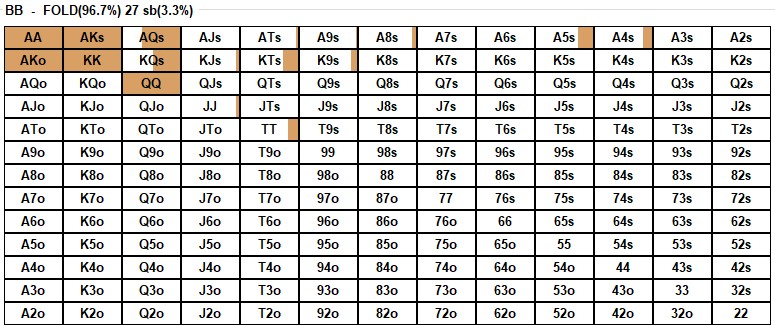 BB - FOLD(96.7%) 27 sb(3.3%)
AA AKs AQs AJs ATs A9s A8s A7s A6s A5s A4s A3s A2s
AKo KK KQs KJs KTs K9s K8s K7s K6s K5s K4s K3s K2s
AQo KQo QQ QJs QTs Q9s Q8s Q7s Q6s Q5s Q4s Q3s Q2s
AJo KJo QJo JJ JTs J9s J8s J7s J6s J5s J4s J3s J2s
ATo KTo QTo JTo TT T9s T8s T7s T6s T5s T4s T3s T2s
A9o K9o Q9o J9o T9o 99 98s 97s 96s 95s 94s 93s 92s
A8o K8o Q8o J8o T8o 98o 88 87s 86s 85s 84s 83s 82s
A7o K7o Q7o J7o T7o 97o 87o 77 76s 75s 74s 73s 72s
A6o K6o Q6o J6o T6o 96o 86o 76o 66 65s 64s 63s 62s
A5o K5o Q5o J5o T5o 95o 85o 75o 65o 55 54s 53s 52s
A4o K4o Q4o J4o T4o 94o 84o 74o 64o 54o 44 43s 42s
A3o K3o Q3o J3o T3o 93o 83o 73o 63o 53o 43o 33 32s
A2o K2o Q2o J2o T2o 92o 82o 72o 62o 52o 42o 32o 22